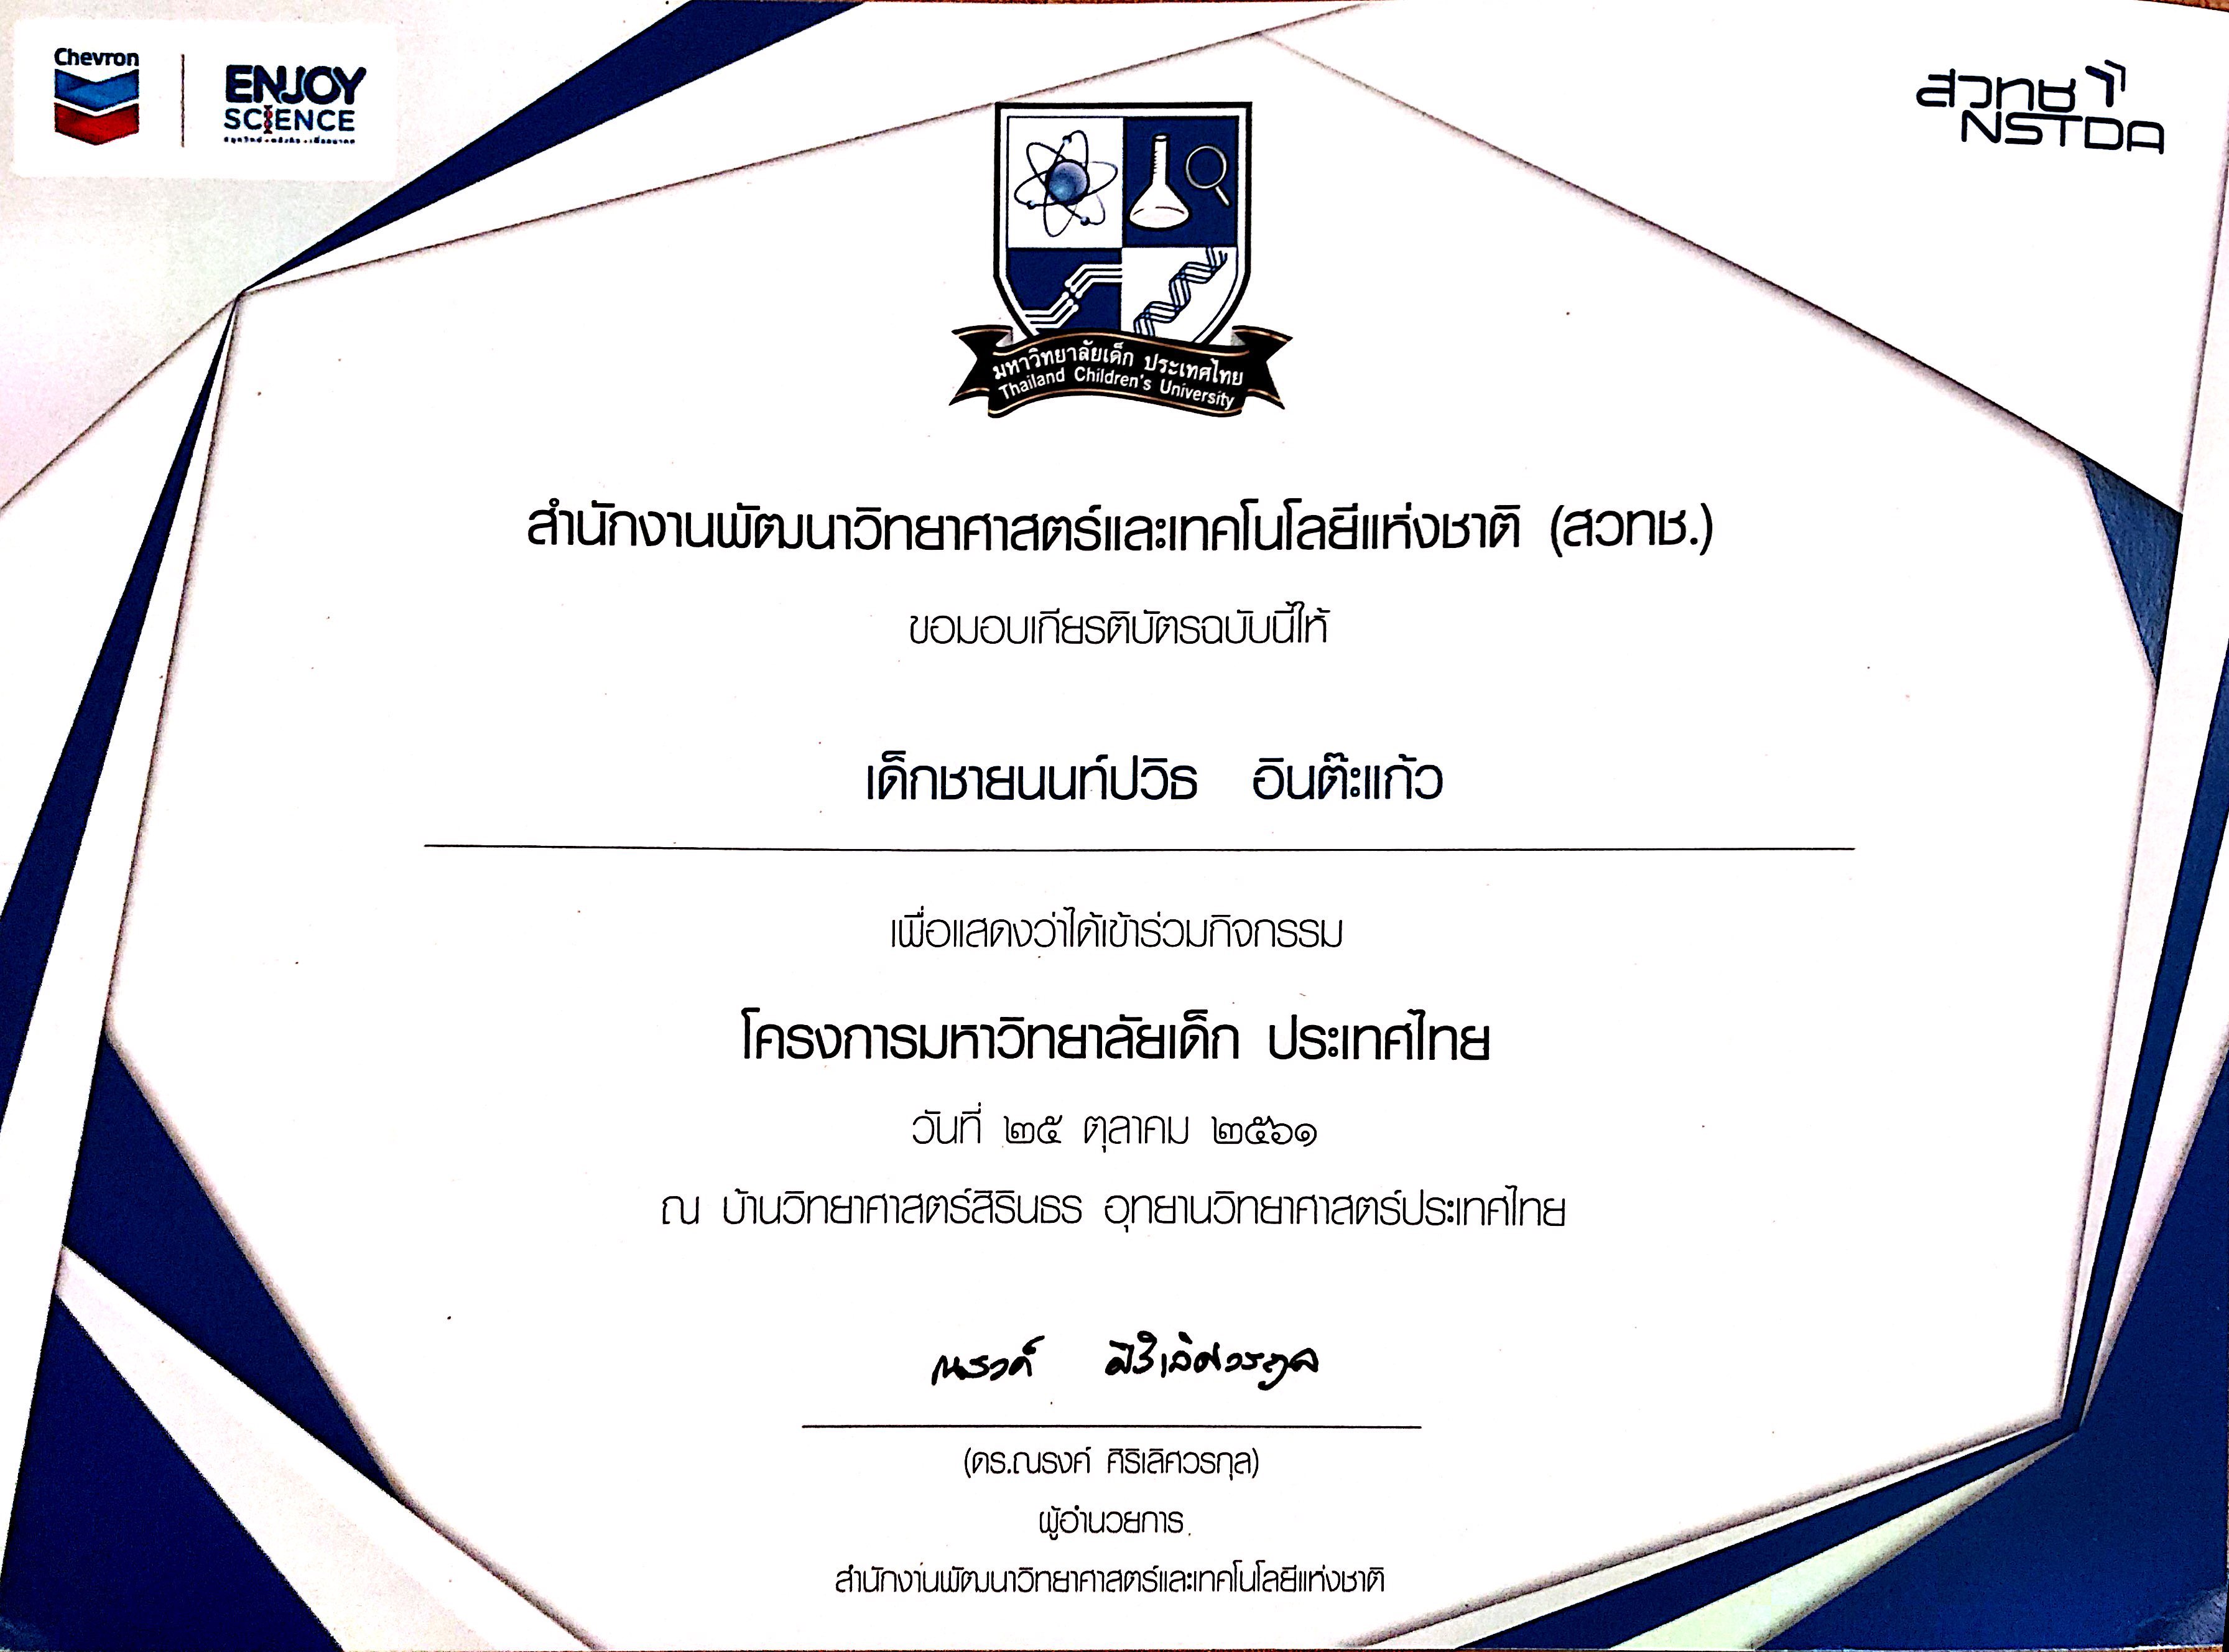 Chevron
ENJOY
SCIENCE
สวทช
NSTDA
มหาวิทยาลัยเด็ก ประเทศไทย
Thailand Children's University
สำนักงานพัฒนาวิทยาศาสตร์และเทคโนโลยีแห่งชาติ (สวทช.)
ขอมอบเกียรติบัตรฉบับนี้ให้
เด็กชายนนท์ปวิธ อินต๊ะแก้ว
เพื่อแสดงว่าได้เข้าร่วมกิจกรรม
โครงการมหาวิทยาลัยเด็ก ประเทศไทย
วันที่ ๒๕ ตุลาคม ๒๕๖๑
ณ บ้านวิทยาศาสตร์สิรินธร อุทยานวิทยาศาสตร์ประเทศไทย
ณรงค์ ศิริเลิศวรกุล
(ดร.ณรงค์ ศิริเลิศวรกุล)
ผู้อำนวยการ
สำนักงานพัฒนาวิทยาศาสตร์และเทคโนโลยีแห่งชาติ